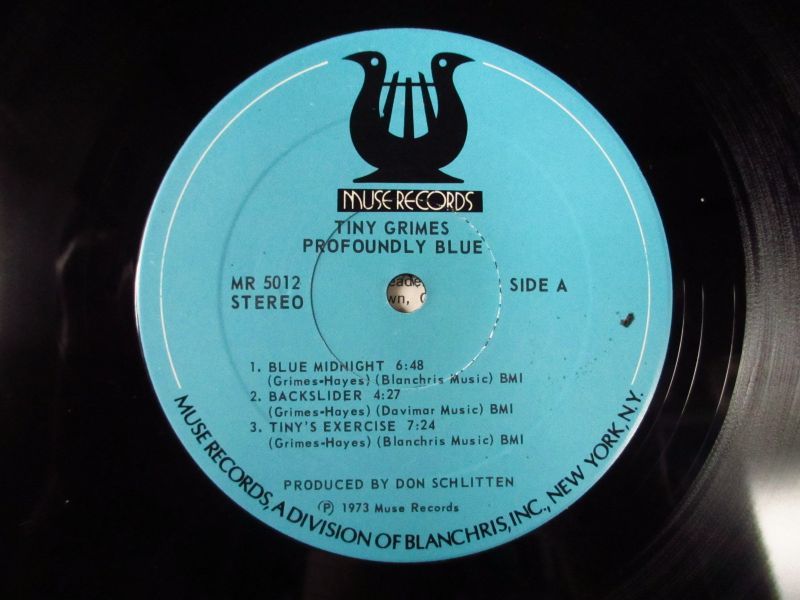 MUSE RECORDS
TINY GRIMES
PROFOUNDLY BLUE
MR 5012
STEREO
SIDE A
wn,
1. BLUE MIDNIGHT 6:48
(Grimes-Hayes) (Blanchris Music) BMI
2. BACKSLIDER 4:27
(Grimes-Hayes) (Davimar Music) BMI
3. TINY'S EXERCISE 7:24
(Grimes-Hayes) (Blanchris Music) BMI
PRODUCED BY DON SCHLITTEN
Ⓟ 1973 Muse Records
MUSE RECORDS, A DIVISION OF BLANCHRIS, INC., NEW YORK, N.Y.